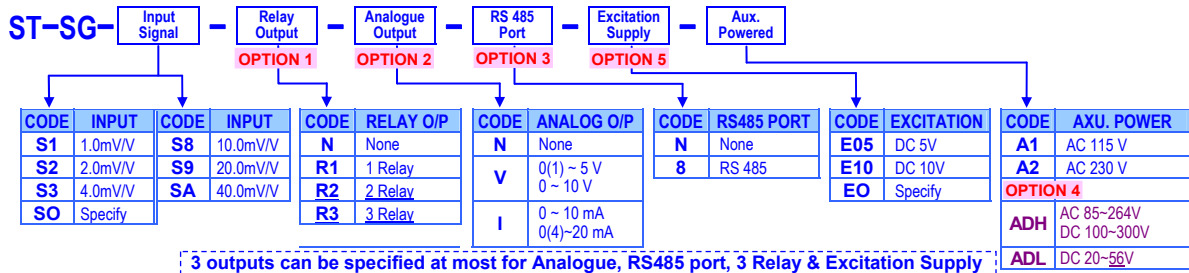 ST-SG- Input Signal - Relay Output - Analogue Output - RS 485 Port - Excitation Supply - Aux. Powered
OPTION 1 OPTION 2 OPTION 3 OPTION 5
CODE INPUT CODE INPUT CODE RELAY O/P CODE ANALOG O/P CODE RS485 PORT CODE EXCITATION CODE AXU. POWER
S1 1.0mV/V S8 10.0mV/V N None N None N None E05 DC 5V A1 AC 115 V
S2 2.0mV/V S9 20.0mV/V R1 1 Relay V 0(1) ~ 5 V 8 RS 485 E10 DC 10V A2 AC 230 V
S3 4.0mV/V SA 40.0mV/V R2 2 Relay 0 ~ 10 V EO Specify OPTION 4
SO Specify R3 3 Relay I 0 ~ 10 mA ADH AC 85~264V
0(4)~20 mA DC 100~300V
3 outputs can be specified at most for Analogue, RS485 port, 3 Relay & Excitation Supply ADL DC 20~56V